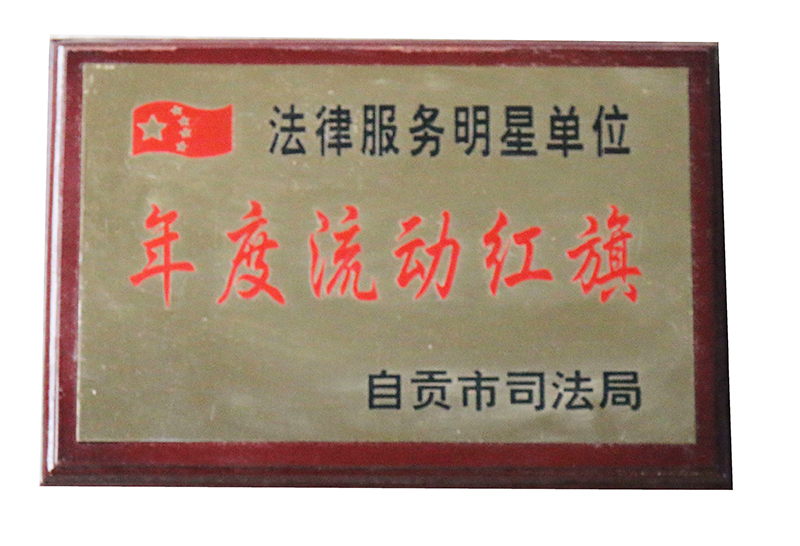 法律服务明星单位
年度流动红旗
自贡市司法局